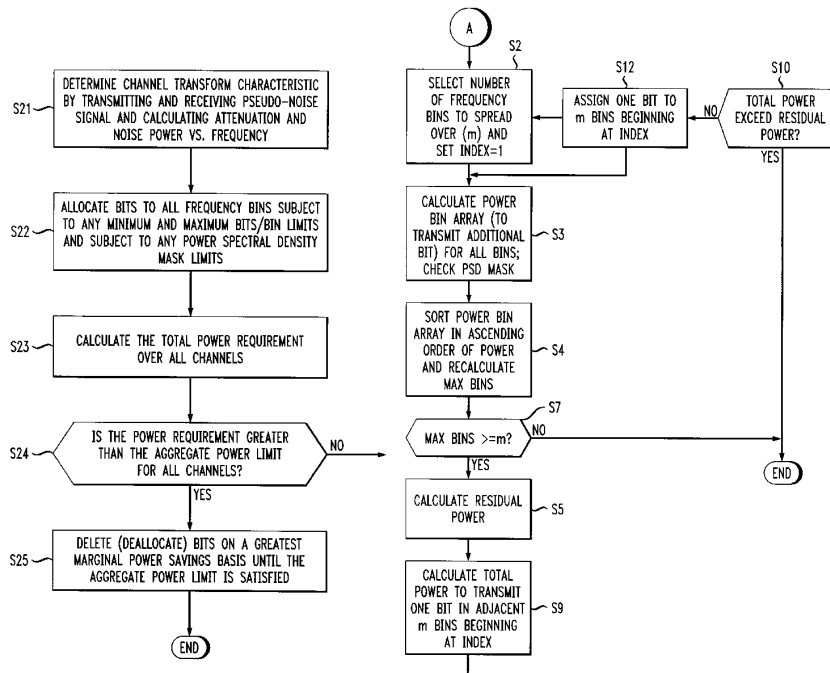 S21
DETERMINE CHANNEL TRANSFORM CHARACTERISTIC
BY TRANSMITTING AND RECEIVING PSEUDO-NOISE
SIGNAL AND CALCULATING ATTENUATION AND
NOISE POWER VS. FREQUENCY
S22
ALLOCATE BITS TO ALL FREQUENCY BINS SUBJECT
TO ANY MINIMUM AND MAXIMUM BITS/BIN LIMITS
AND SUBJECT TO ANY POWER SPECTRAL DENSITY
MASK LIMITS
S23
CALCULATE THE TOTAL POWER REQUIREMENT
OVER ALL CHANNELS
S24
IS THE POWER REQUIREMENT GREATER
THAN THE AGGREGATE POWER LIMIT
FOR ALL CHANNELS?
NO
YES
S25
DELETE (DEALLOCATE) BITS ON A GREATEST
MARGINAL POWER SAVINGS BASIS UNTIL THE
AGGREGATE POWER LIMIT IS SATISFIED
END
A
S2
SELECT NUMBER
OF FREQUENCY
BINS TO SPREAD
OVER (m) AND
SET INDEX=1
S12
ASSIGN ONE BIT TO
m BINS BEGINNING
AT INDEX
S10
TOTAL POWER
EXCEED RESIDUAL
POWER?
NO
YES
CALCULATE POWER
BIN ARRAY (TO
TRANSMIT ADDITIONAL
BIT) FOR ALL BINS;
CHECK PSD MASK
S3
SORT POWER BIN
ARRAY IN ASCENDING
ORDER OF POWER
AND RECALCULATE
MAX BINS
S4
S7
MAX BINS >=m?
NO
YES
END
CALCULATE RESIDUAL
POWER
S5
CALCULATE TOTAL
POWER TO TRANSMIT
ONE BIT IN ADJACENT
m BINS BEGINNING
AT INDEX
S9